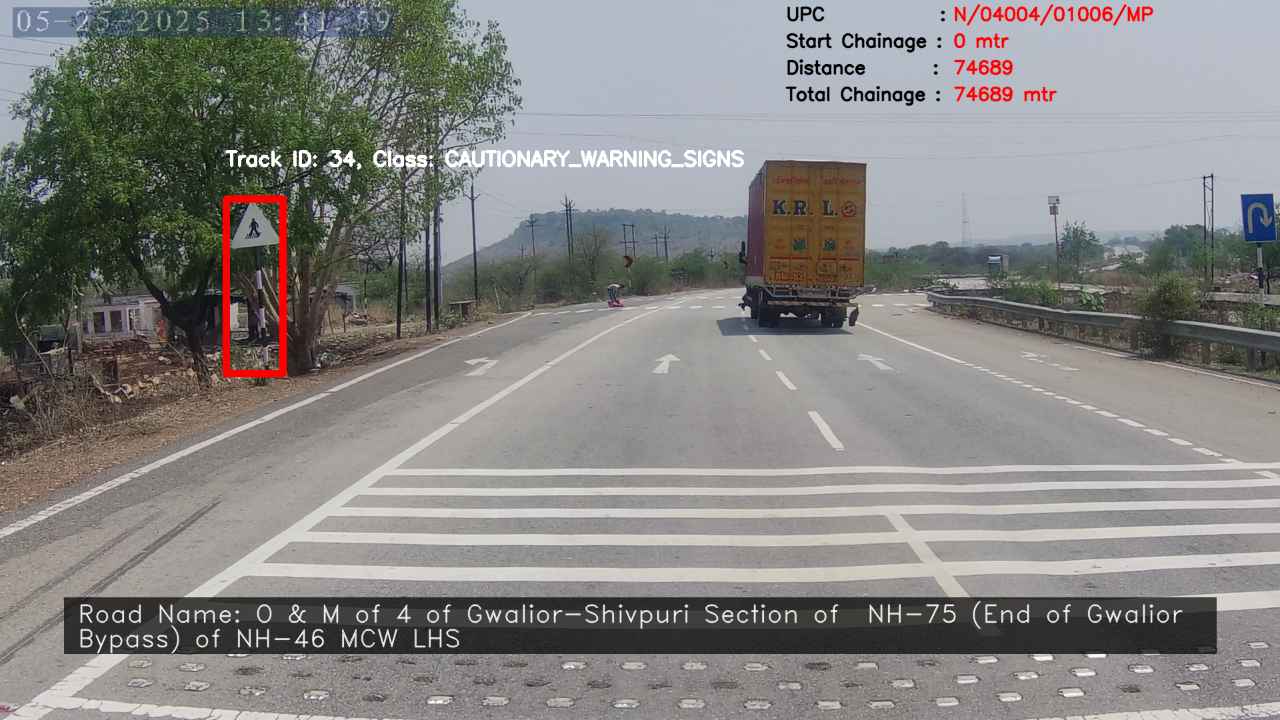 05-25-2025 13:41:59
UPC : N/04004/01006/MP
Start Chainage : 0 mtr
Distance : 74689
Total Chainage : 74689 mtr
Track ID: 34, Class: CAUTIONARY_WARNING_SIGNS
K.R.L.
Road Name: O & M of 4 of Gwalior-Shivpuri Section of NH-75 (End of Gwalior
Bypass) of NH-46 MCW LHS